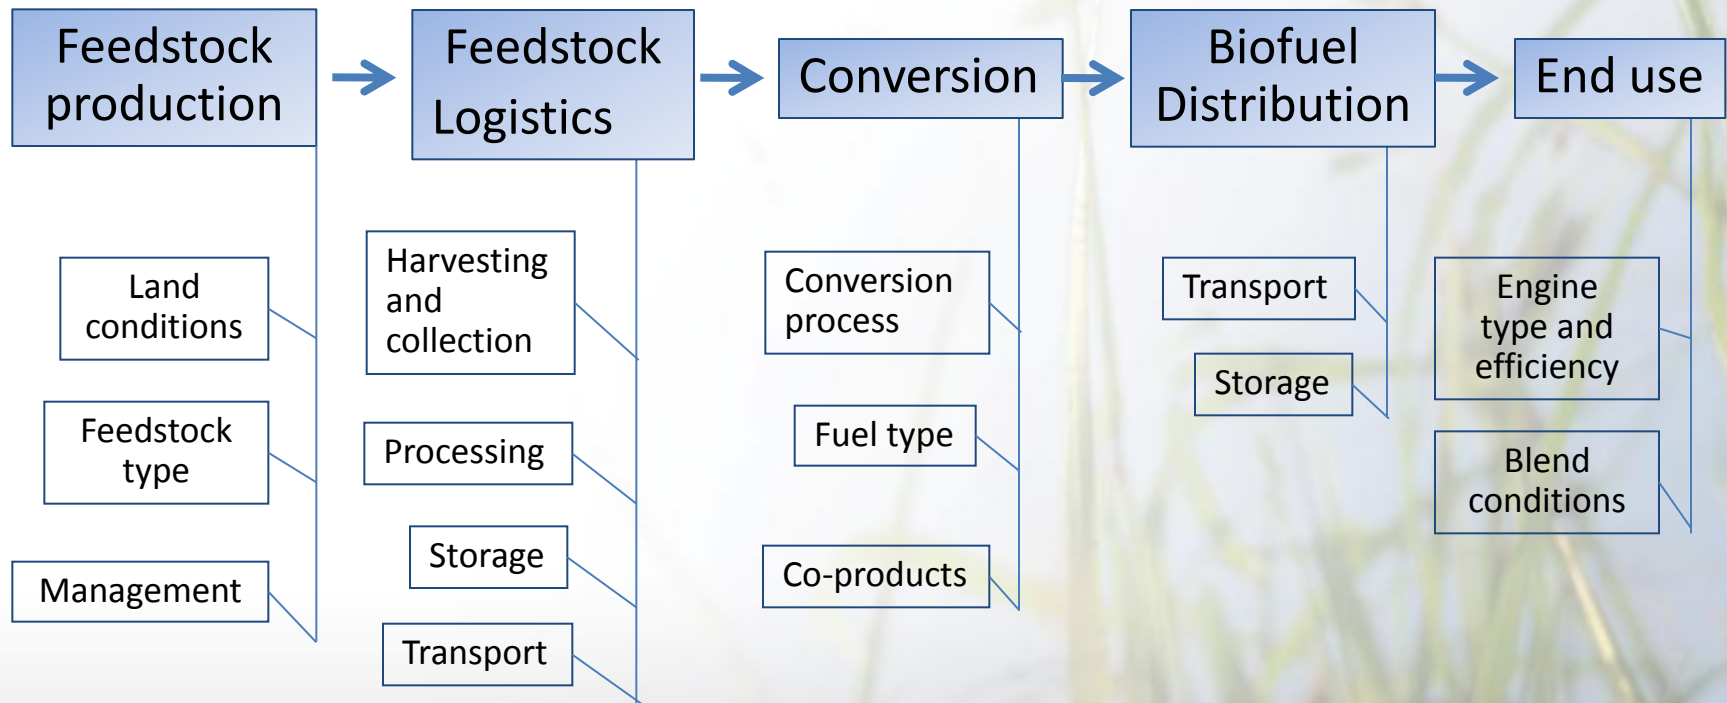 Feedstock
production
Feedstock
Logistics
Conversion
Biofuel
Distribution
End use
Land
conditions
Feedstock
type
Management
Harvesting
and
collection
Processing
Storage
Transport
Conversion
process
Fuel type
Co-products
Transport
Storage
Engine
type and
efficiency
Blend
conditions